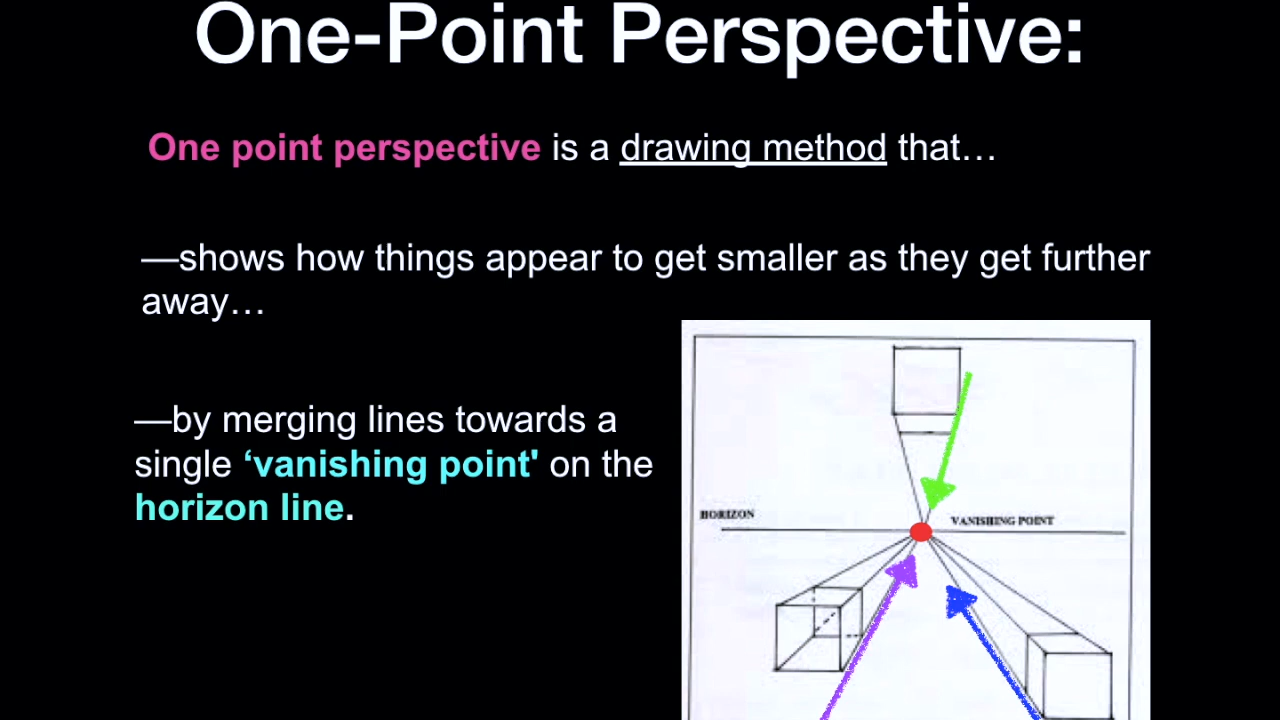 One-Point Perspective:
One point perspective is a drawing method that…
—shows how things appear to get smaller as they get further
away…
—by merging lines towards a
single ‘vanishing point' on the
horizon line.
HORIZON
VANISHING POINT